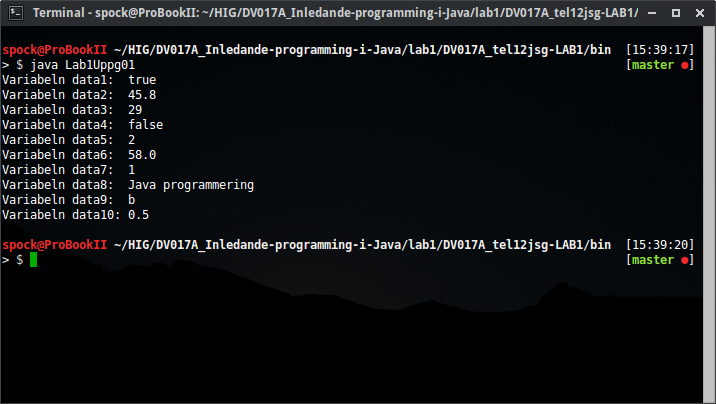 Terminal - spock@ProBookII: ~/HIG/DV017A_Inledande-programming-i-Java/lab1/DV017A_tel12jsg-LAB1/
spock@ProBookII ~/HIG/DV017A_Inledande-programming-i-Java/lab1/DV017A_tel12jsg-LAB1/bin [15:39:17]
> $ java Lab1Uppg01 [master ●]
Variabeln data1: true
Variabeln data2: 45.8
Variabeln data3: 29
Variabeln data4: false
Variabeln data5: 2
Variabeln data6: 58.0
Variabeln data7: 1
Variabeln data8: Java programmering
Variabeln data9: b
Variabeln data10: 0.5
spock@ProBookII ~/HIG/DV017A_Inledande-programming-i-Java/lab1/DV017A_tel12jsg-LAB1/bin [15:39:20]
> $ [master ●]